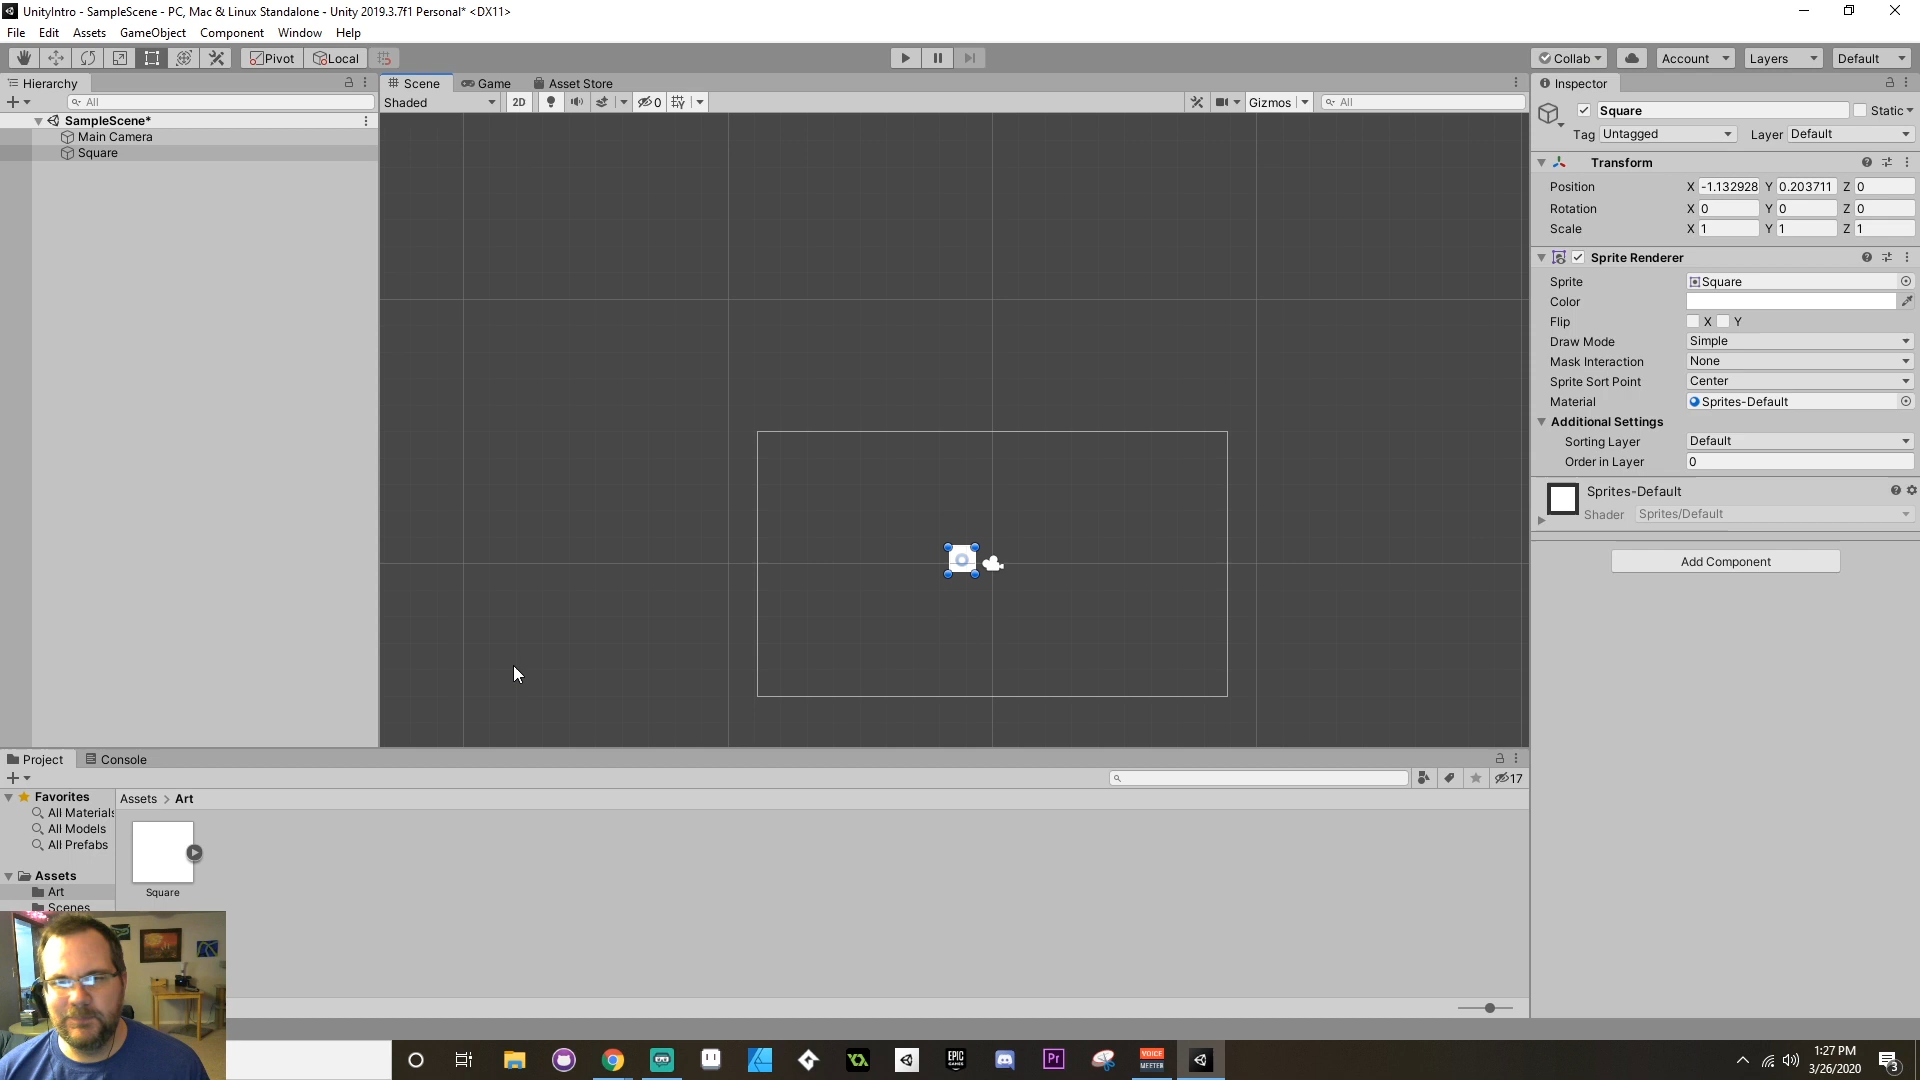 UnityIntro - SampleScene - PC, Mac & Linux Standalone - Unity 2019.3.7f1 Personal* <DX11>
File Edit Assets GameObject Component Window Help
Pivot Local Collab Account Layers Default
Hierarchy
All
SampleScene*
Main Camera
Square
Scene Game Asset Store
Shaded 2D 0 Gizmos All
Inspector
Square Static
Tag Untagged Layer Default
Transform
Position X -1.132928 Y 0.203711 Z 0
Rotation X 0 Y 0 Z 0
Scale X 1 Y 1 Z 1
Sprite Renderer
Sprite Square
Color
Flip X Y
Draw Mode Simple
Mask Interaction None
Sprite Sort Point Center
Material Sprites-Default
Additional Settings
Sorting Layer Default
Order in Layer 0
Sprites-Default
Shader Sprites/Default
Add Component
Project Console
17
Favorites
All Materials
All Models
All Prefabs
Assets
Art
Scenes
Assets > Art
Square
EPIC GAMES
Pr
VOICE MEETER
1:27 PM
3/26/2020
3